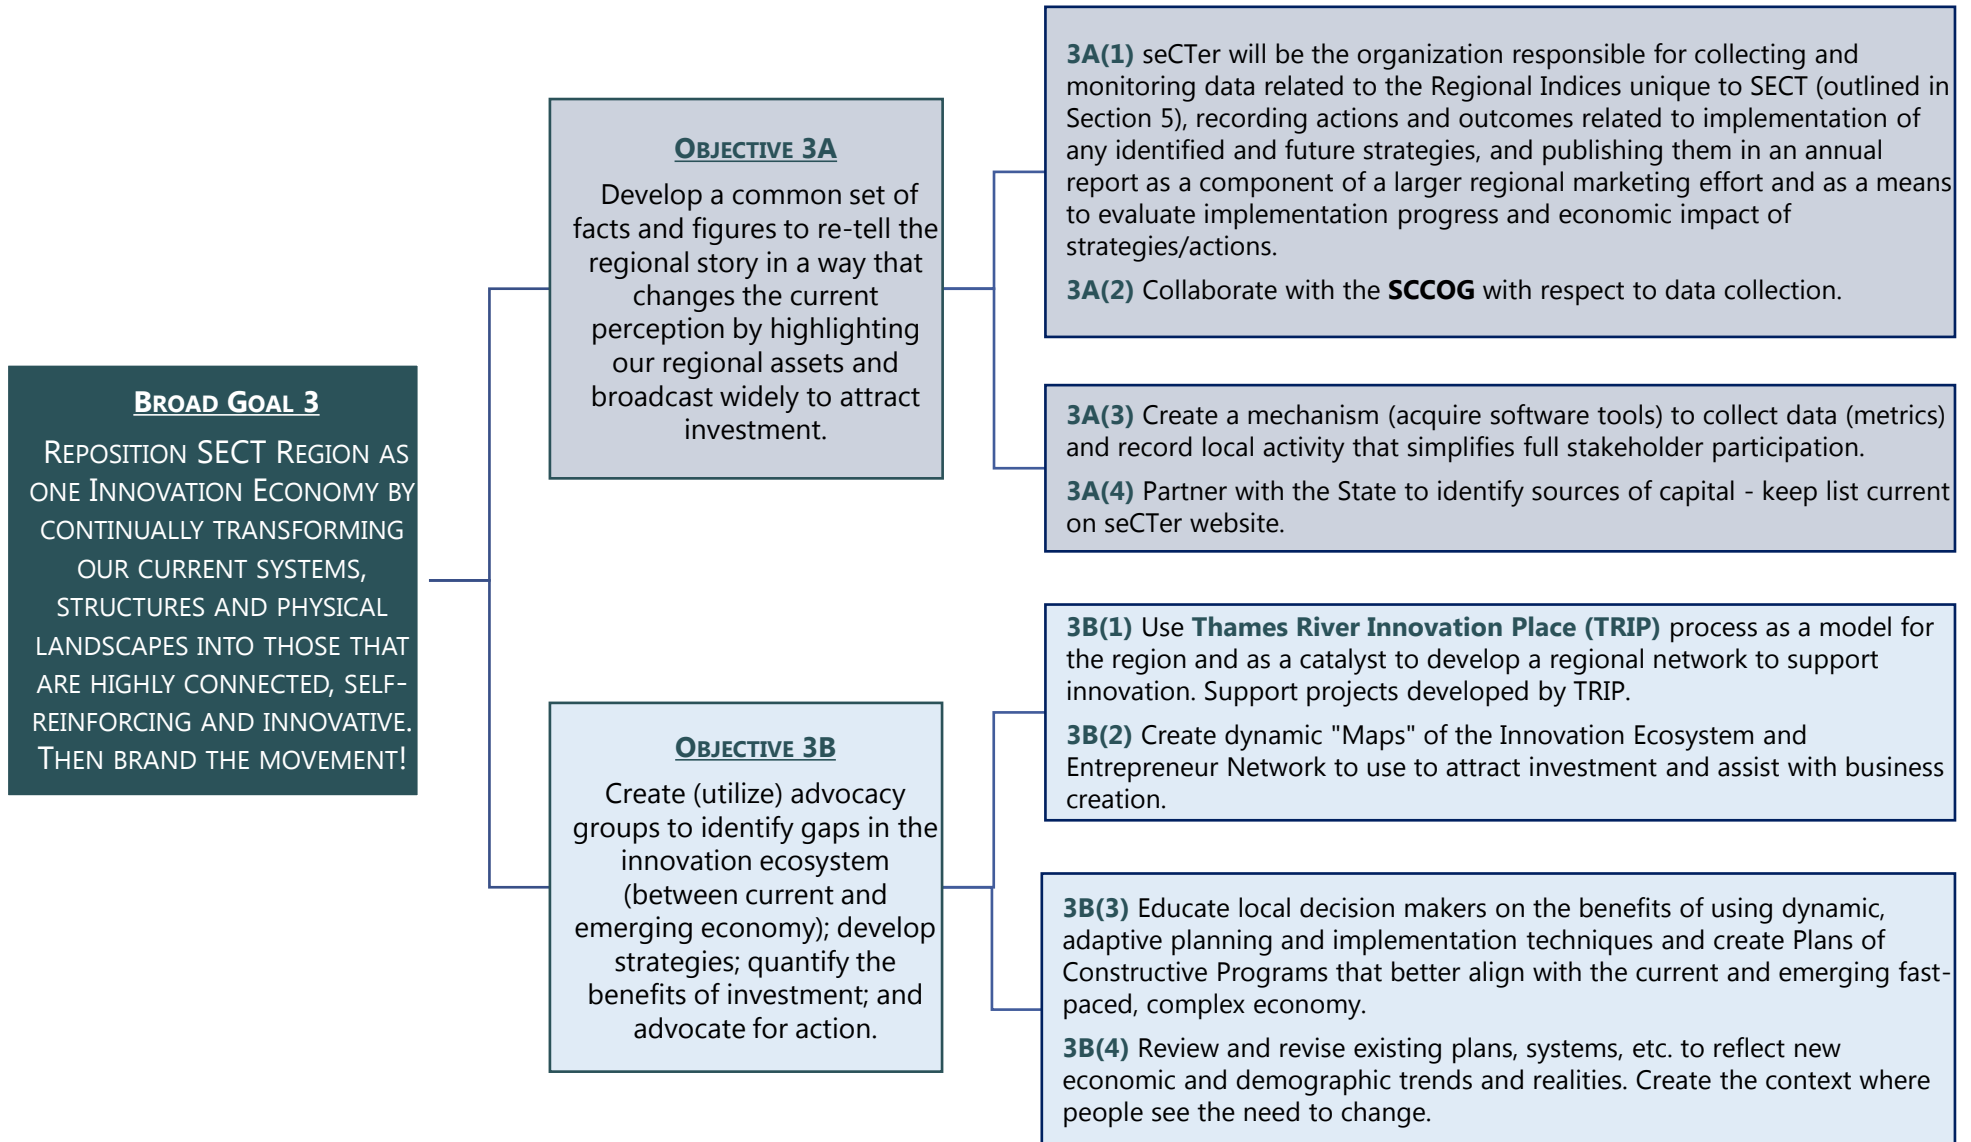 BROAD GOAL 3
REPOSITION SECT REGION AS
ONE INNOVATION ECONOMY BY
CONTINUALLY TRANSFORMING
OUR CURRENT SYSTEMS,
STRUCTURES AND PHYSICAL
LANDSCAPES INTO THOSE THAT
ARE HIGHLY CONNECTED, SELF-
REINFORCING AND INNOVATIVE.
THEN BRAND THE MOVEMENT!
OBJECTIVE 3A
Develop a common set of
facts and figures to re-tell the
regional story in a way that
changes the current
perception by highlighting
our regional assets and
broadcast widely to attract
investment.
3A(1) seCTer will be the organization responsible for collecting and
monitoring data related to the Regional Indices unique to SECT (outlined in
Section 5), recording actions and outcomes related to implementation of
any identified and future strategies, and publishing them in an annual
report as a component of a larger regional marketing effort and as a means
to evaluate implementation progress and economic impact of
strategies/actions.
3A(2) Collaborate with the SCCOG with respect to data collection.
3A(3) Create a mechanism (acquire software tools) to collect data (metrics)
and record local activity that simplifies full stakeholder participation.
3A(4) Partner with the State to identify sources of capital - keep list current
on seCTer website.
OBJECTIVE 3B
Create (utilize) advocacy
groups to identify gaps in the
innovation ecosystem
(between current and
emerging economy); develop
strategies; quantify the
benefits of investment; and
advocate for action.
3B(1) Use Thames River Innovation Place (TRIP) process as a model for
the region and as a catalyst to develop a regional network to support
innovation. Support projects developed by TRIP.
3B(2) Create dynamic "Maps" of the Innovation Ecosystem and
Entrepreneur Network to use to attract investment and assist with business
creation.
3B(3) Educate local decision makers on the benefits of using dynamic,
adaptive planning and implementation techniques and create Plans of
Constructive Programs that better align with the current and emerging fast-
paced, complex economy.
3B(4) Review and revise existing plans, systems, etc. to reflect new
economic and demographic trends and realities. Create the context where
people see the need to change.